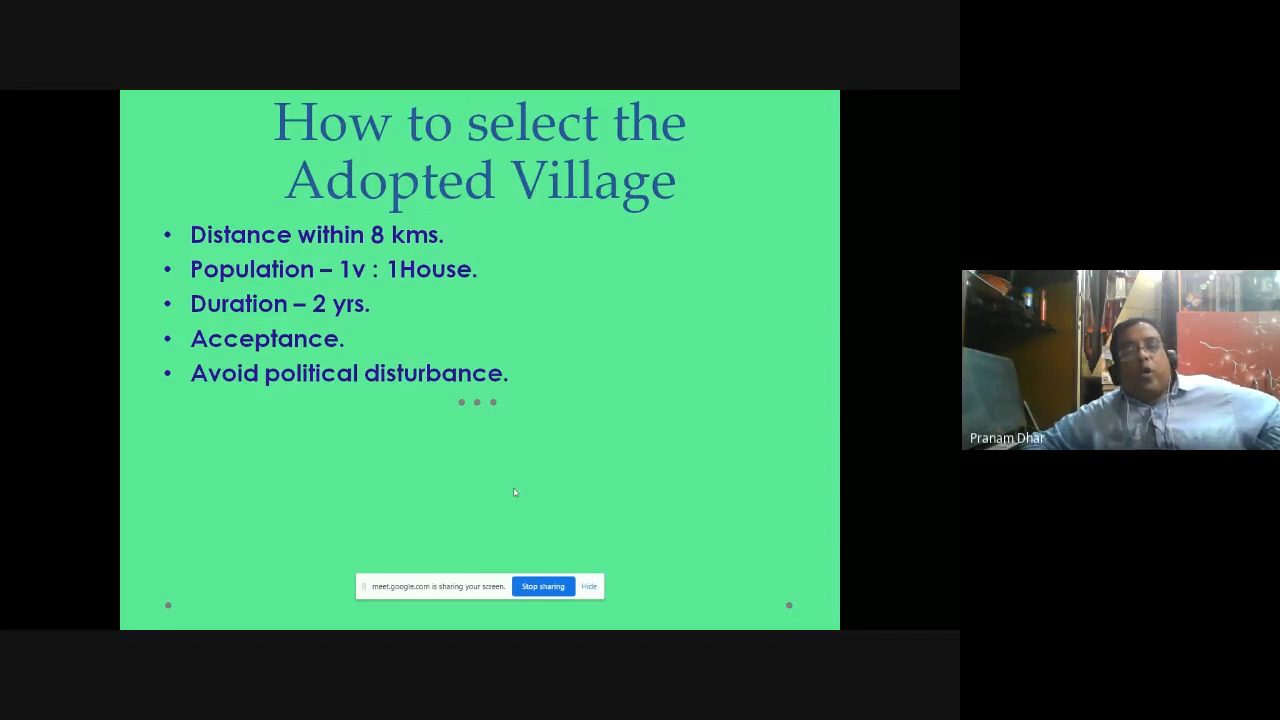 How to select the
Adopted Village
• Distance within 8 kms.
• Population – 1v : 1House.
• Duration – 2 yrs.
• Acceptance.
• Avoid political disturbance.
meet.google.com is sharing your screen. Stop sharing Hide
Pranam Dhar